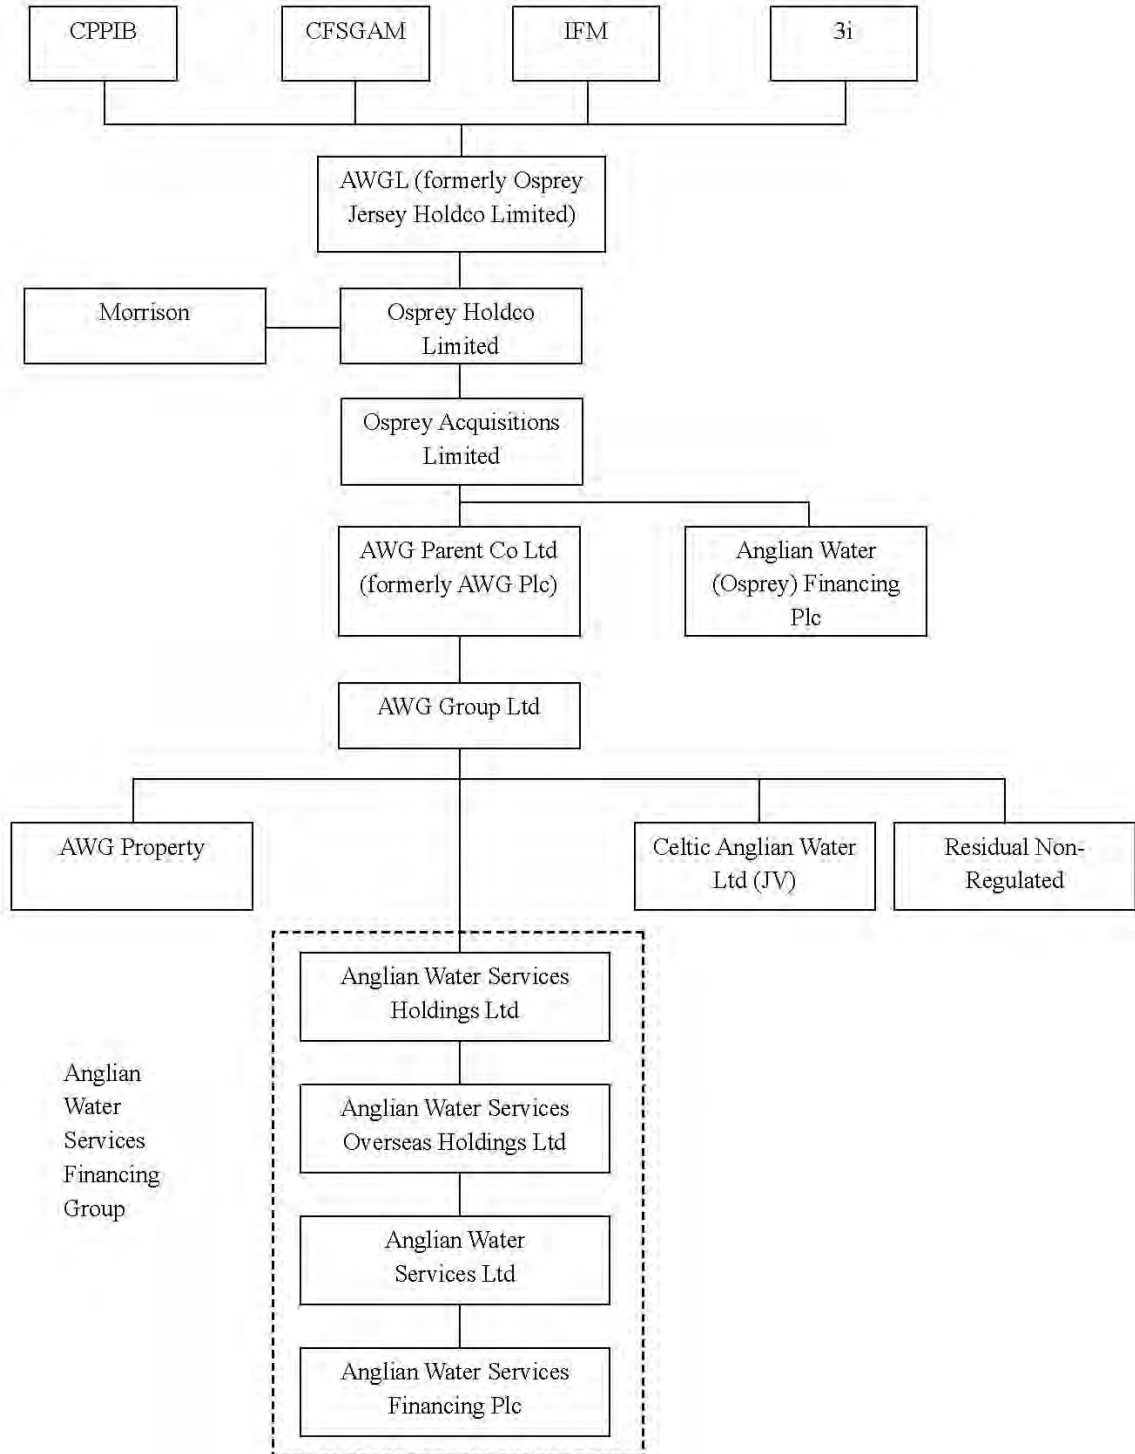 CPPIB
CFSGAM
IFM
3i
AWGL (formerly Osprey
Jersey Holdco Limited)
Morrison
Osprey Holdco
Limited
Osprey Acquisitions
Limited
AWG Parent Co Ltd
(formerly AWG Plc)
Anglian Water
(Osprey) Financing
Plc
AWG Group Ltd
AWG Property
Celtic Anglian Water
Ltd (JV)
Residual Non-
Regulated
Anglian Water Services
Holdings Ltd
Anglian
Water
Services
Financing
Group
Anglian Water Services
Overseas Holdings Ltd
Anglian Water
Services Ltd
Anglian Water Services
Financing Plc